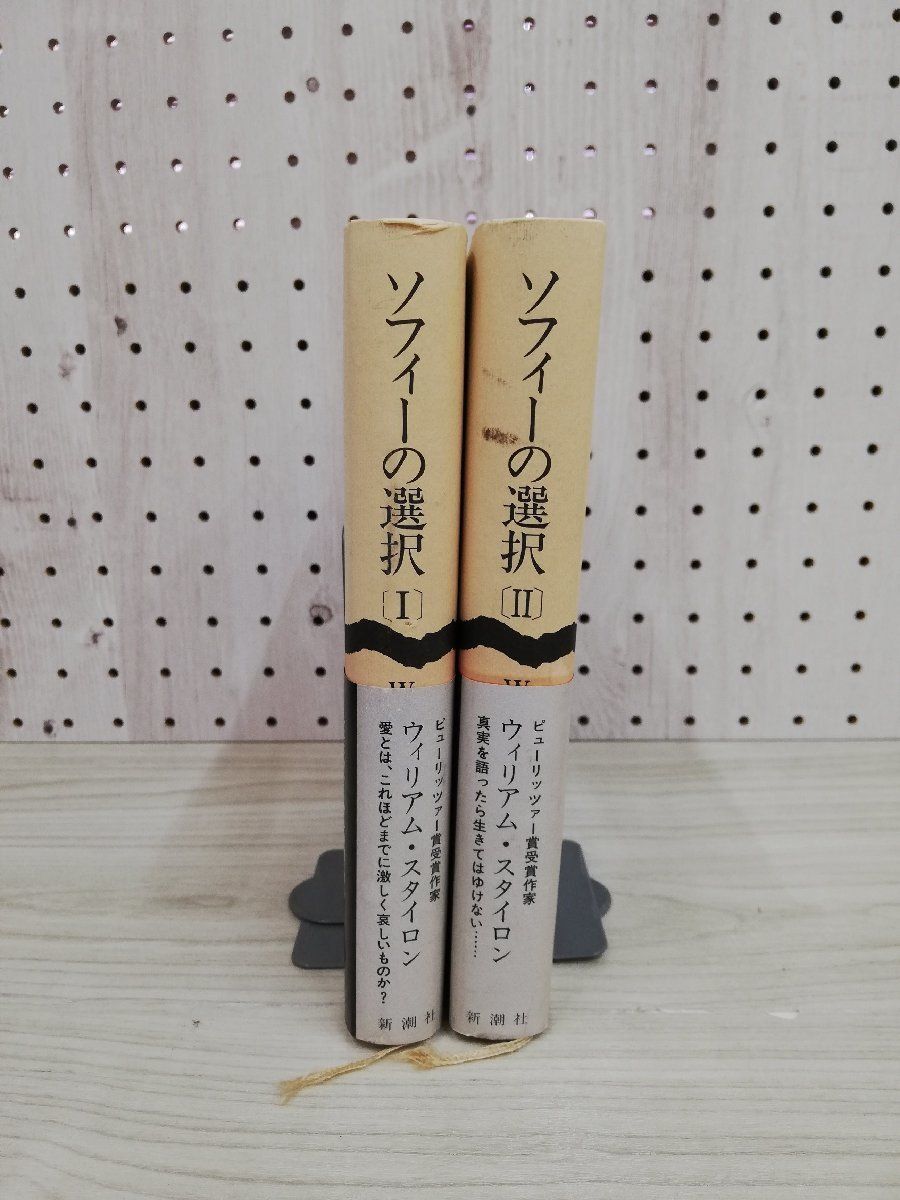 ソフィーの選択
〔I〕
W
ピューリッツァー賞受賞作家
ウィリアム・スタイロン
愛とは、これほどまでに激しく哀しいものか?
新潮社
ソフィーの選択
〔II〕
W
ピューリッツァー賞受賞作家
ウィリアム・スタイロン
真実を語ったら生きてはゆけない……
新潮社